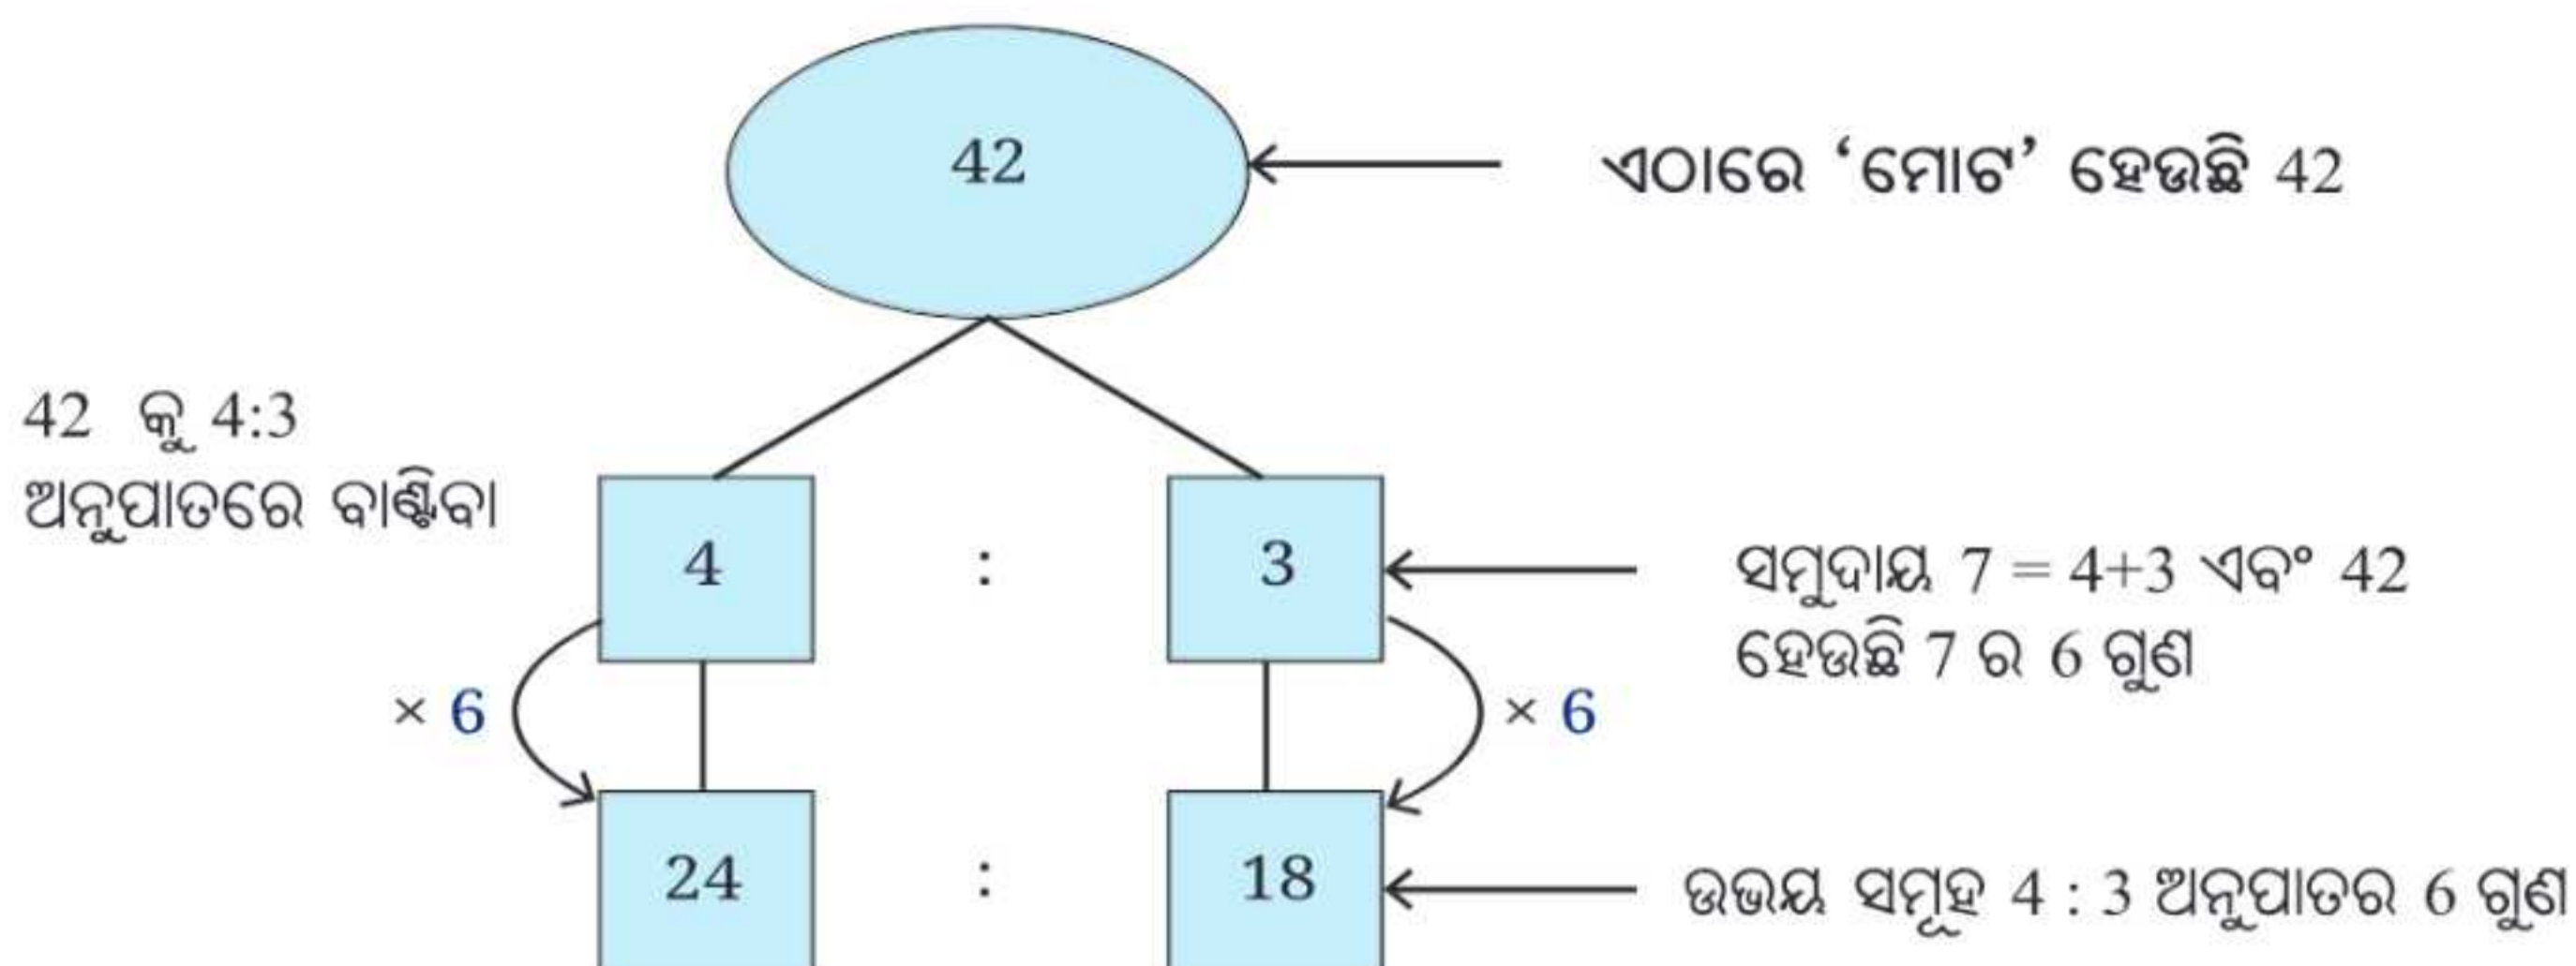 42
ଏଠାରେ ‘ମୋଟ’ ହେଉଛି 42
42 କୁ 4:3
ଅନୁପାତରେ ବାଣ୍ଟିବା
4 : 3
ସମୁଦାୟ 7 = 4+3 ଏବଂ 42
ହେଉଛି 7 ର 6 ଗୁଣ
× 6
× 6
24 : 18
ଉଭୟ ସମୂହ 4 : 3 ଅନୁପାତର 6 ଗୁଣ